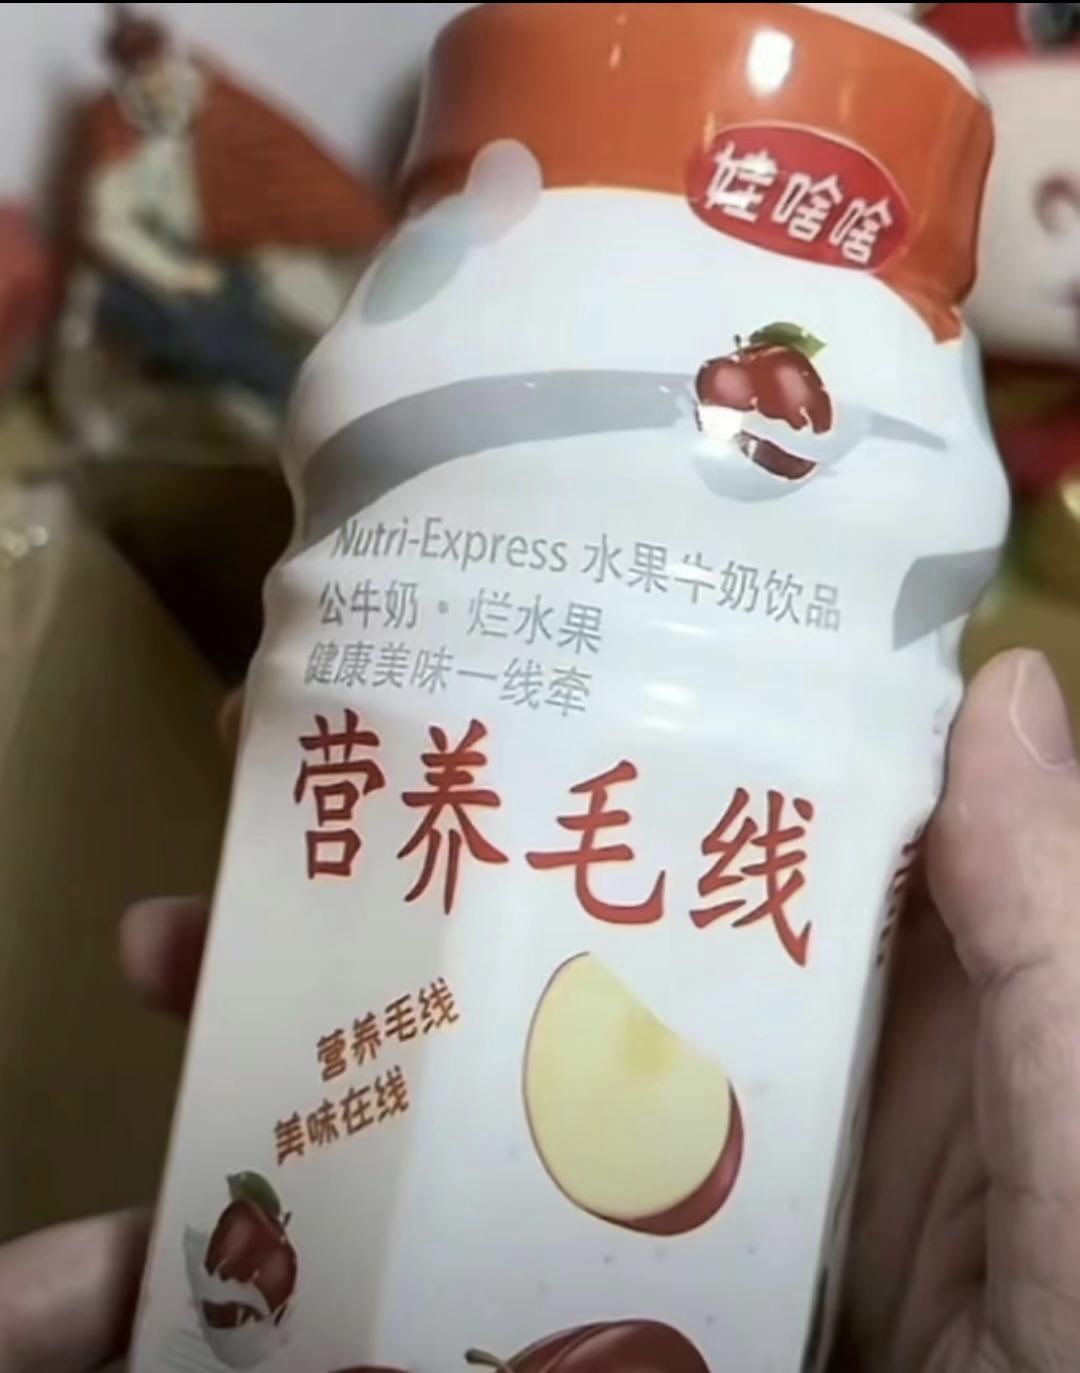 娃啥啥
Nutri-Express 水果牛奶饮品
公牛奶·烂水果
健康美味一线牵
营养毛线
营养毛线
美味在线